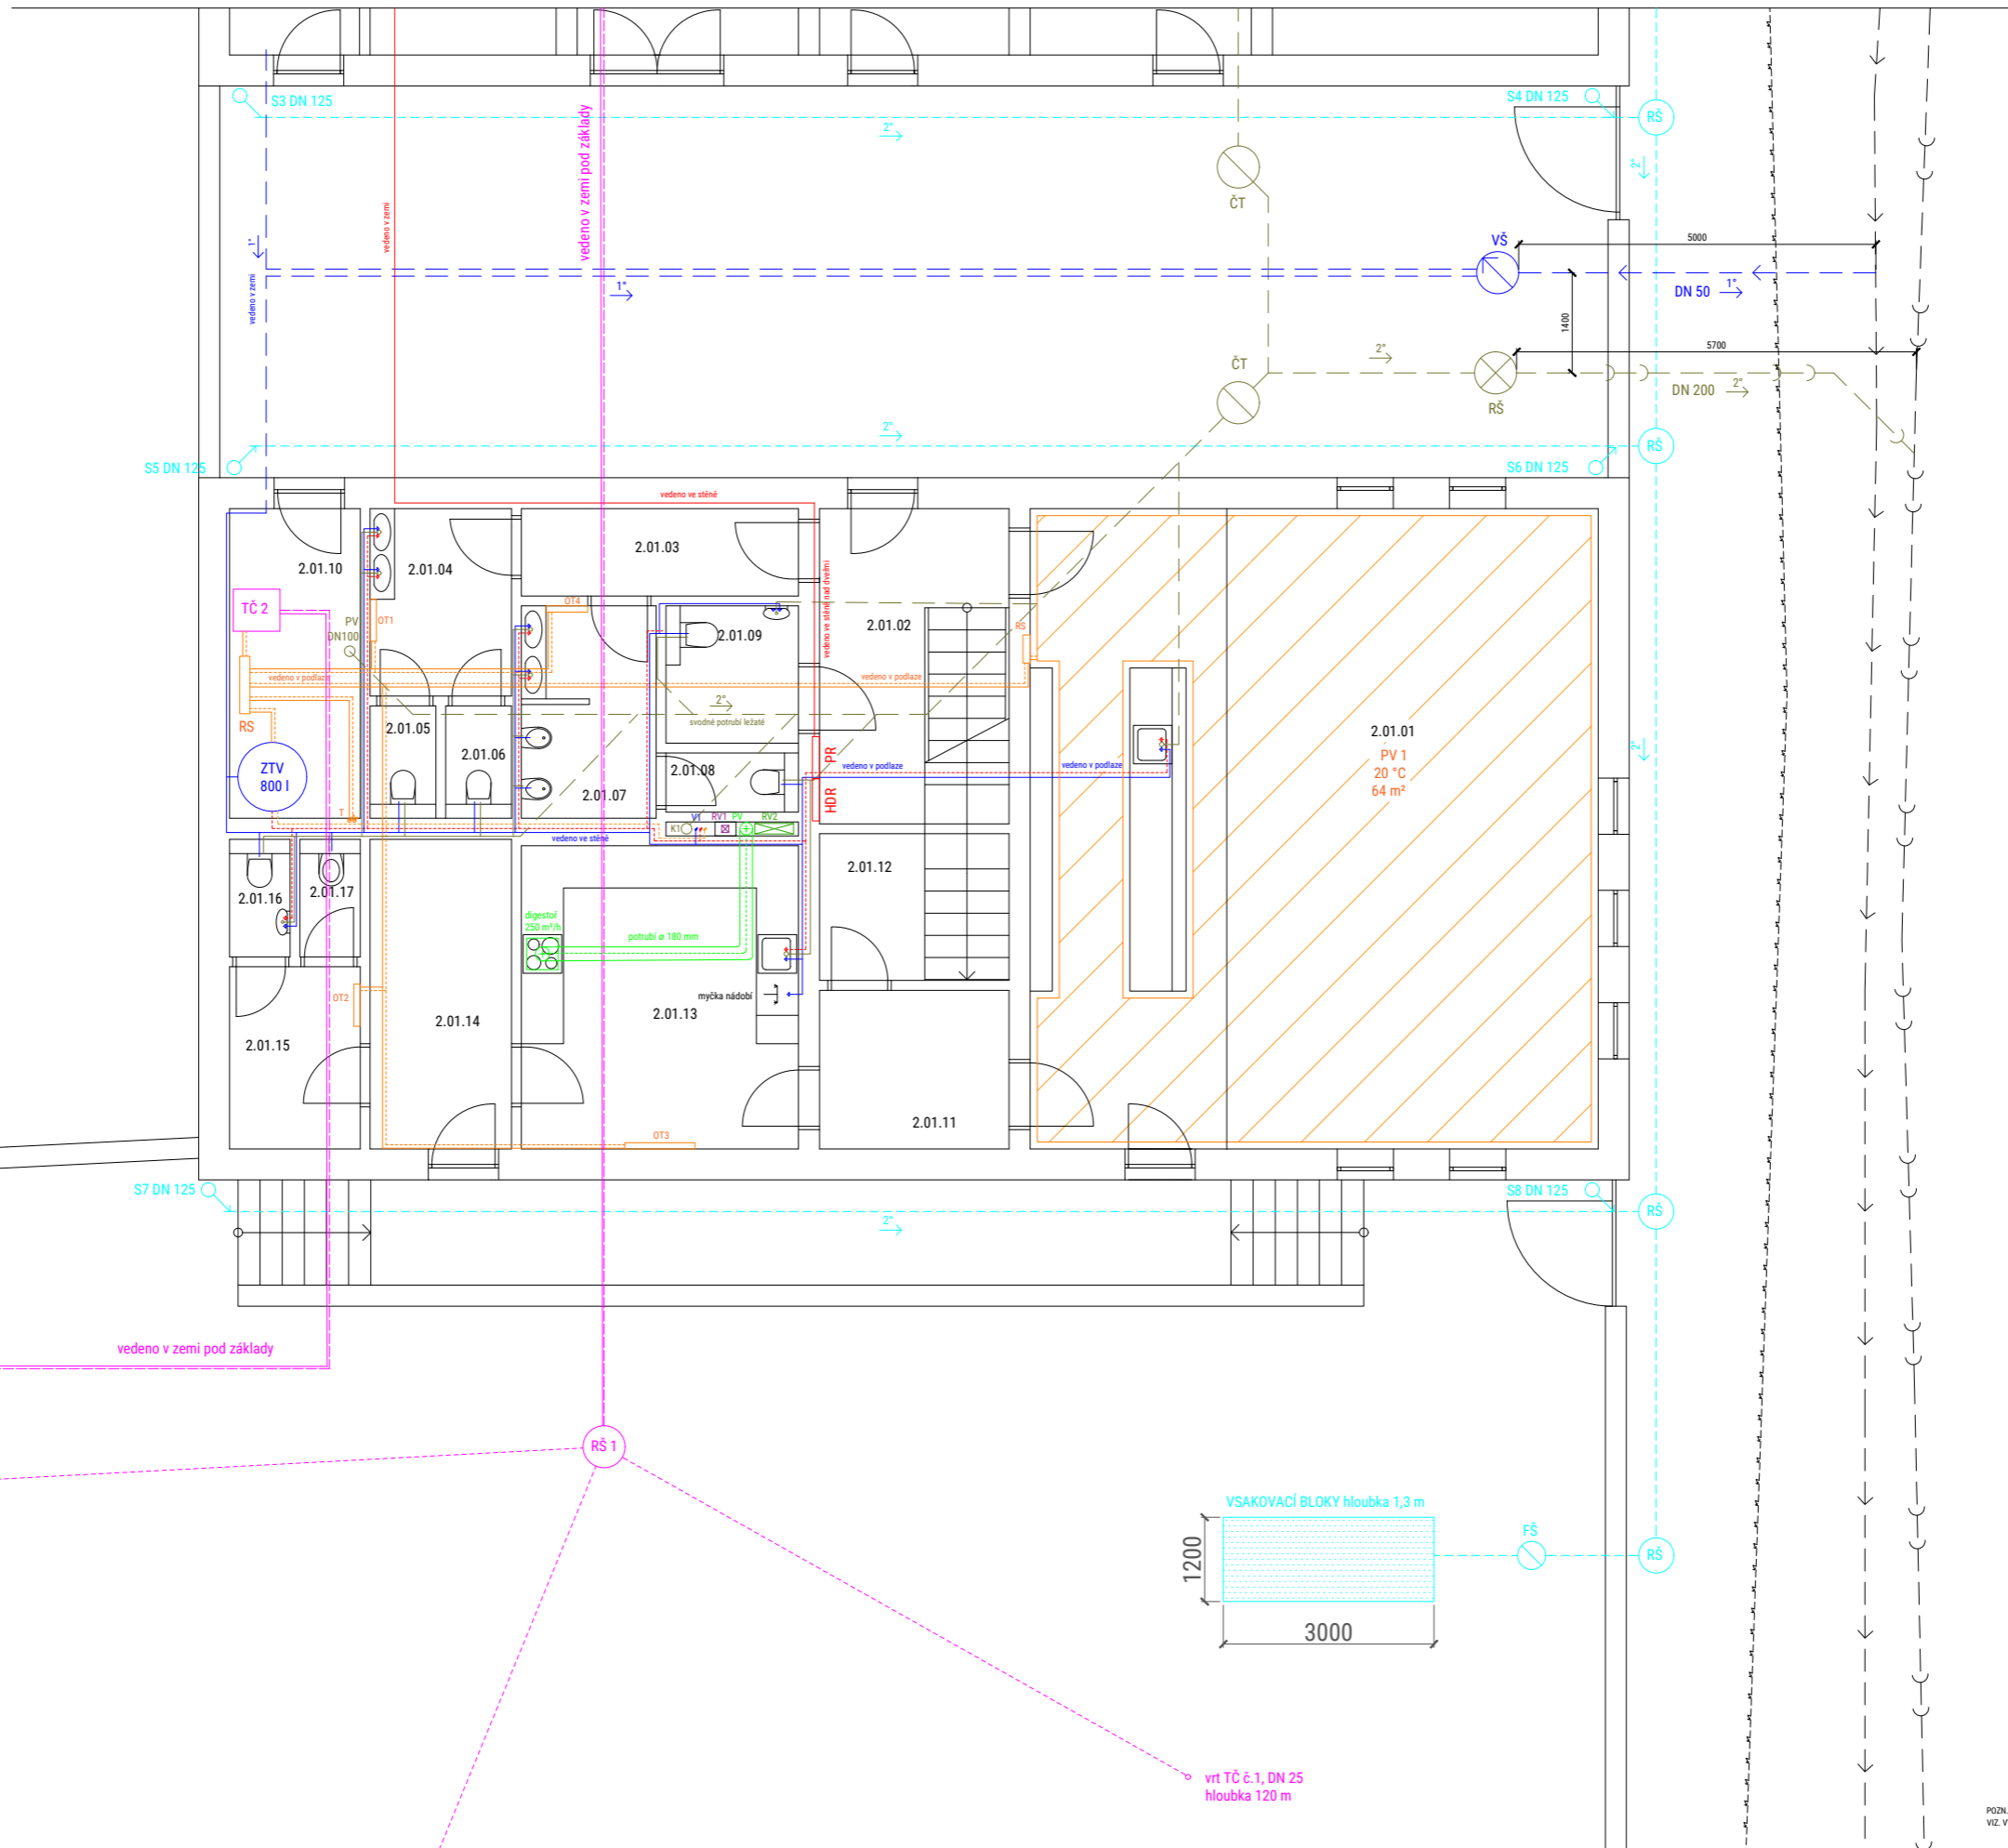 S3 DN 125
S4 DN 125
RŠ
2°
2°
vedeno v zemi pod základy
vedeno v zemi
ČT
VŠ
5000
1°
vedeno v zemi
1°
DN 50
1°
1400
5700
ČT
2°
RŠ
DN 200
2°
2°
RŠ
S5 DN 125
S6 DN 125
vedeno ve stěně
2.01.10
2.01.04
2.01.03
2.01.02
vedeno ve stěně nad dveřmi
TČ 2
PV
DN100
OT1
OT4
2.01.09
RS
vedeno v podlaze
vedeno v podlaze
RS
2°
svodné potrubí ležaté
2.01.05
2.01.06
2.01.01
PV 1
20 °C
64 m²
2°
ZTV
800 l
2.01.07
2.01.08
PR
HDR
vedeno v podlaze
vedeno v podlaze
T
K1
V1
RV1
PV
RV2
vedeno ve stěně
2.01.16
2.01.17
2.01.12
digestoř
250 m³/h
potrubí ø 180 mm
OT2
myčka nádobí
2.01.14
2.01.13
2.01.15
2.01.11
OT3
S7 DN 125
S8 DN 125
RŠ
2°
vedeno v zemi pod základy
RŠ 1
VSAKOVACÍ BLOKY hloubka 1,3 m
1200
FŠ
RŠ
3000
vrt TČ č.1, DN 25
hloubka 120 m
POZN.
VIZ. V